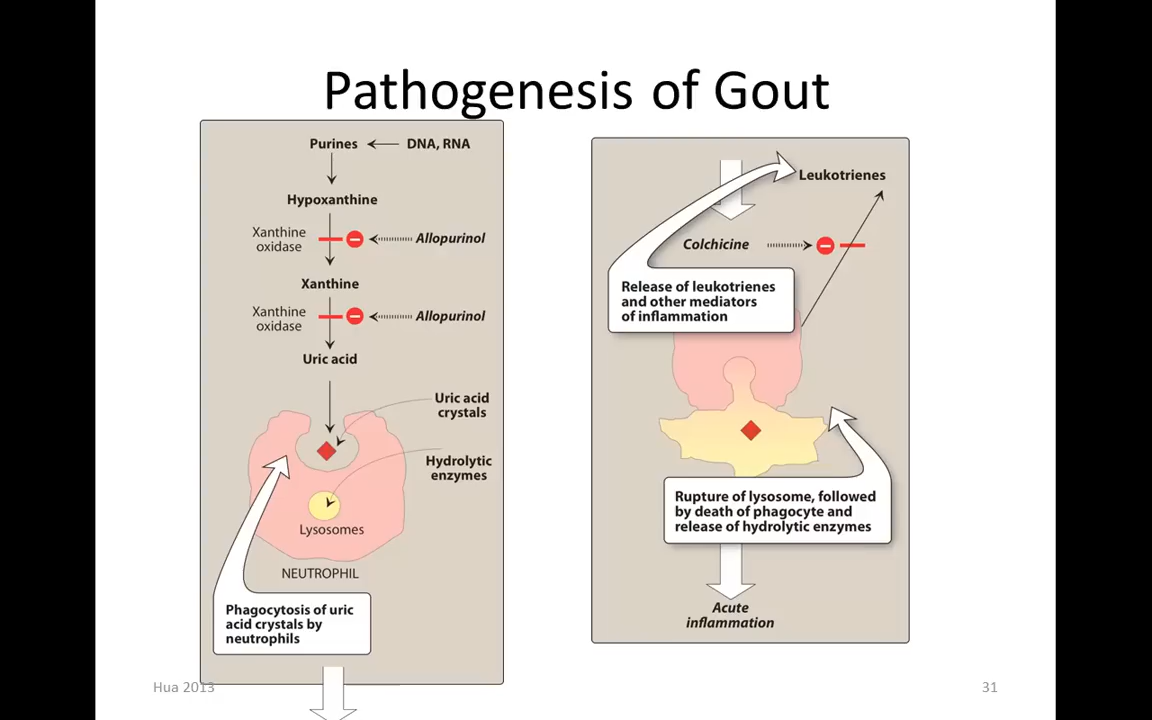 Pathogenesis of Gout
Purines
DNA, RNA
Hypoxanthine
Xanthine
oxidase
Allopurinol
Xanthine
Xanthine
oxidase
Allopurinol
Uric acid
Uric acid
crystals
Hydrolytic
enzymes
Lysosomes
NEUTROPHIL
Phagocytosis of uric
acid crystals by
neutrophils
Leukotrienes
Colchicine
Release of leukotrienes
and other mediators
of inflammation
Rupture of lysosome, followed
by death of phagocyte and
release of hydrolytic enzymes
Acute
inflammation
Hua 2013
31